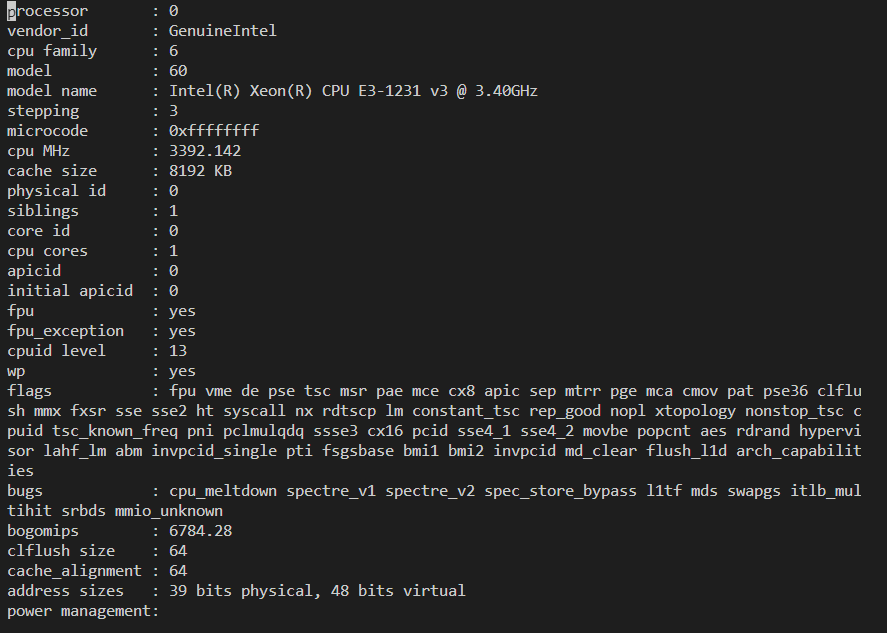 processor       : 0
vendor_id       : GenuineIntel
cpu family      : 6
model           : 60
model name      : Intel(R) Xeon(R) CPU E3-1231 v3 @ 3.40GHz
stepping        : 3
microcode       : 0xffffffff
cpu MHz         : 3392.142
cache size      : 8192 KB
physical id     : 0
siblings        : 1
core id         : 0
cpu cores       : 1
apicid          : 0
initial apicid  : 0
fpu             : yes
fpu_exception   : yes
cpuid level     : 13
wp              : yes
flags           : fpu vme de pse tsc msr pae mce cx8 apic sep mtrr pge mca cmov pat pse36 clflu
sh mmx fxsr sse sse2 ht syscall nx rdtscp lm constant_tsc rep_good nopl xtopology nonstop_tsc c
puid tsc_known_freq pni pclmulqdq ssse3 cx16 pcid sse4_1 sse4_2 movbe popcnt aes rdrand hypervi
sor lahf_lm abm invpcid_single pti fsgsbase bmi1 bmi2 invpcid md_clear flush_l1d arch_capabilit
ies
bugs            : cpu_meltdown spectre_v1 spectre_v2 spec_store_bypass l1tf mds swapgs itlb_mul
tihit srbds mmio_unknown
bogomips        : 6784.28
clflush size    : 64
cache_alignment : 64
address sizes   : 39 bits physical, 48 bits virtual
power management: